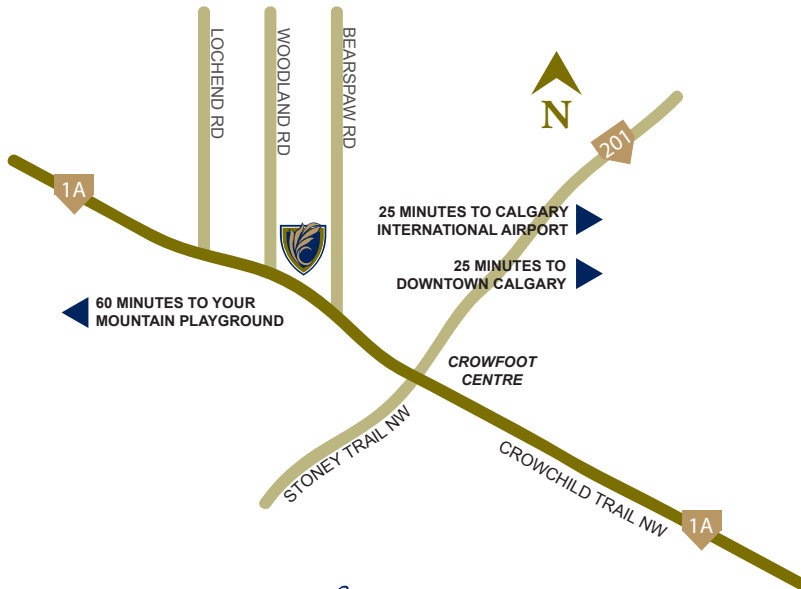 LOCHEND RD
WOODLAND RD
BEARSPAW RD
N
201
1A
25 MINUTES TO CALGARY
INTERNATIONAL AIRPORT
25 MINUTES TO
DOWNTOWN CALGARY
60 MINUTES TO YOUR
MOUNTAIN PLAYGROUND
CROWFOOT
CENTRE
STONEY TRAIL NW
CROWCHILD TRAIL NW
1A